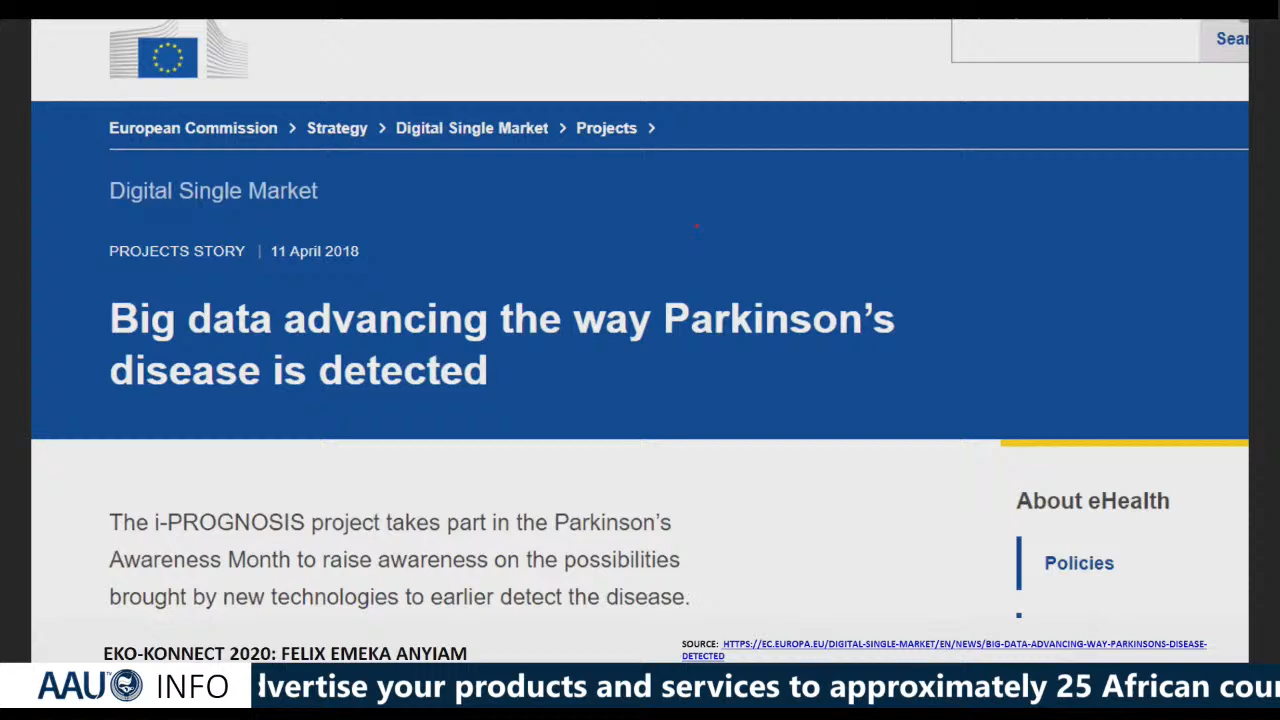 Sear
European Commission > Strategy > Digital Single Market > Projects >
Digital Single Market
PROJECTS STORY | 11 April 2018
Big data advancing the way Parkinson's
disease is detected
The i-PROGNOSIS project takes part in the Parkinson's
Awareness Month to raise awareness on the possibilities
brought by new technologies to earlier detect the disease.
About eHealth
Policies
EKO-KONNECT 2020: FELIX EMEKA ANYIAM
SOURCE: HTTPS://EC.EUROPA.EU/DIGITAL-SINGLE-MARKET/EN/NEWS/BIG-DATA-ADVANCING-WAY-PARKINSONS-DISEASE-
DETECTED
AAU TV INFO
dvertise your products and services to approximately 25 African cour